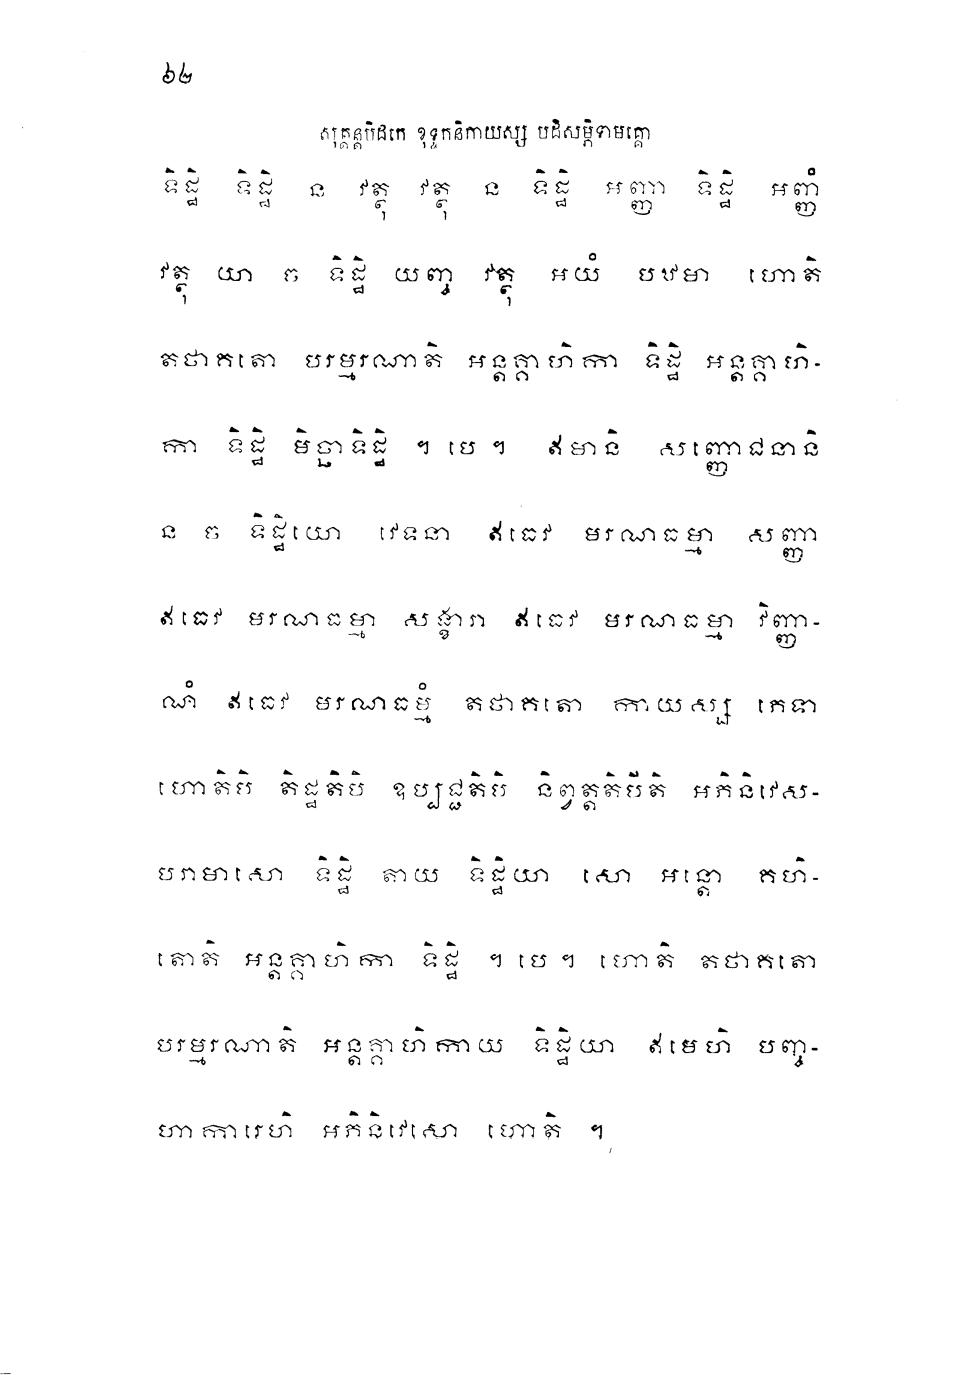 ៦២
សុត្តន្តបិដកេ ខុទ្ទកនិកាយស្ស បដិសម្ភិទាមគ្គោ
ទិដ្ឋិ ទិដ្ឋិ ន វត្ថុ វត្ថុ ន ទិដ្ឋិ អញ្ញា ទិដ្ឋិ អញ្ញំ
វត្ថុ យា ច ទិដ្ឋិ យញ្ច វត្ថុ អយំ បឋមា ហោតិ
តថាគតោ បរម្មរណាតិ អន្តគ្គាហិកា ទិដ្ឋិ អន្តគ្គាហិ-
កា ទិដ្ឋិ មិច្ឆាទិដ្ឋិ ។ បេ ។ ឥមានិ សញ្ញោជនានិ
ន ច ទិដ្ឋិយោ វេទនា ឥធេវ មរណធម្មា សញ្ញា
ឥធេវ មរណធម្មា សង្ខារា ឥធេវ មរណធម្មា វិញ្ញា-
ណំ ឥធេវ មរណធម្មំ តថាគតោ កាយស្ស ភេទា
ហោតិបិ តិដ្ឋតិបិ ឧប្បជ្ជតិបិ និព្វត្តតិបីតិ អភិនិវេស-
បរាមាសោ ទិដ្ឋិ តាយ ទិដ្ឋិយា សោ អន្តោ គហិ-
តោតិ អន្តគ្គាហិកា ទិដ្ឋិ ។ បេ ។ ហោតិ តថាគតោ
បរម្មរណាតិ អន្តគ្គាហិកាយ ទិដ្ឋិយា ឥមេហិ បញ្ច-
ហាការេហិ អភិនិវេសោ ហោតិ ។